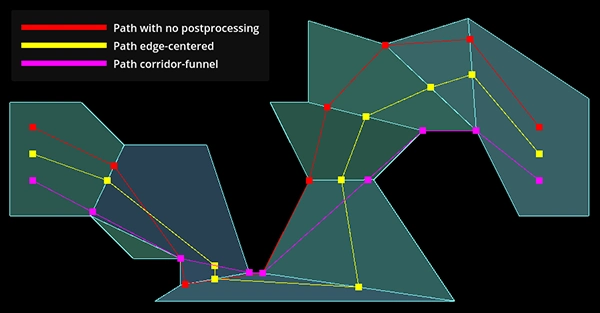 Path with no postprocessing
Path edge-centered
Path corridor-funnel